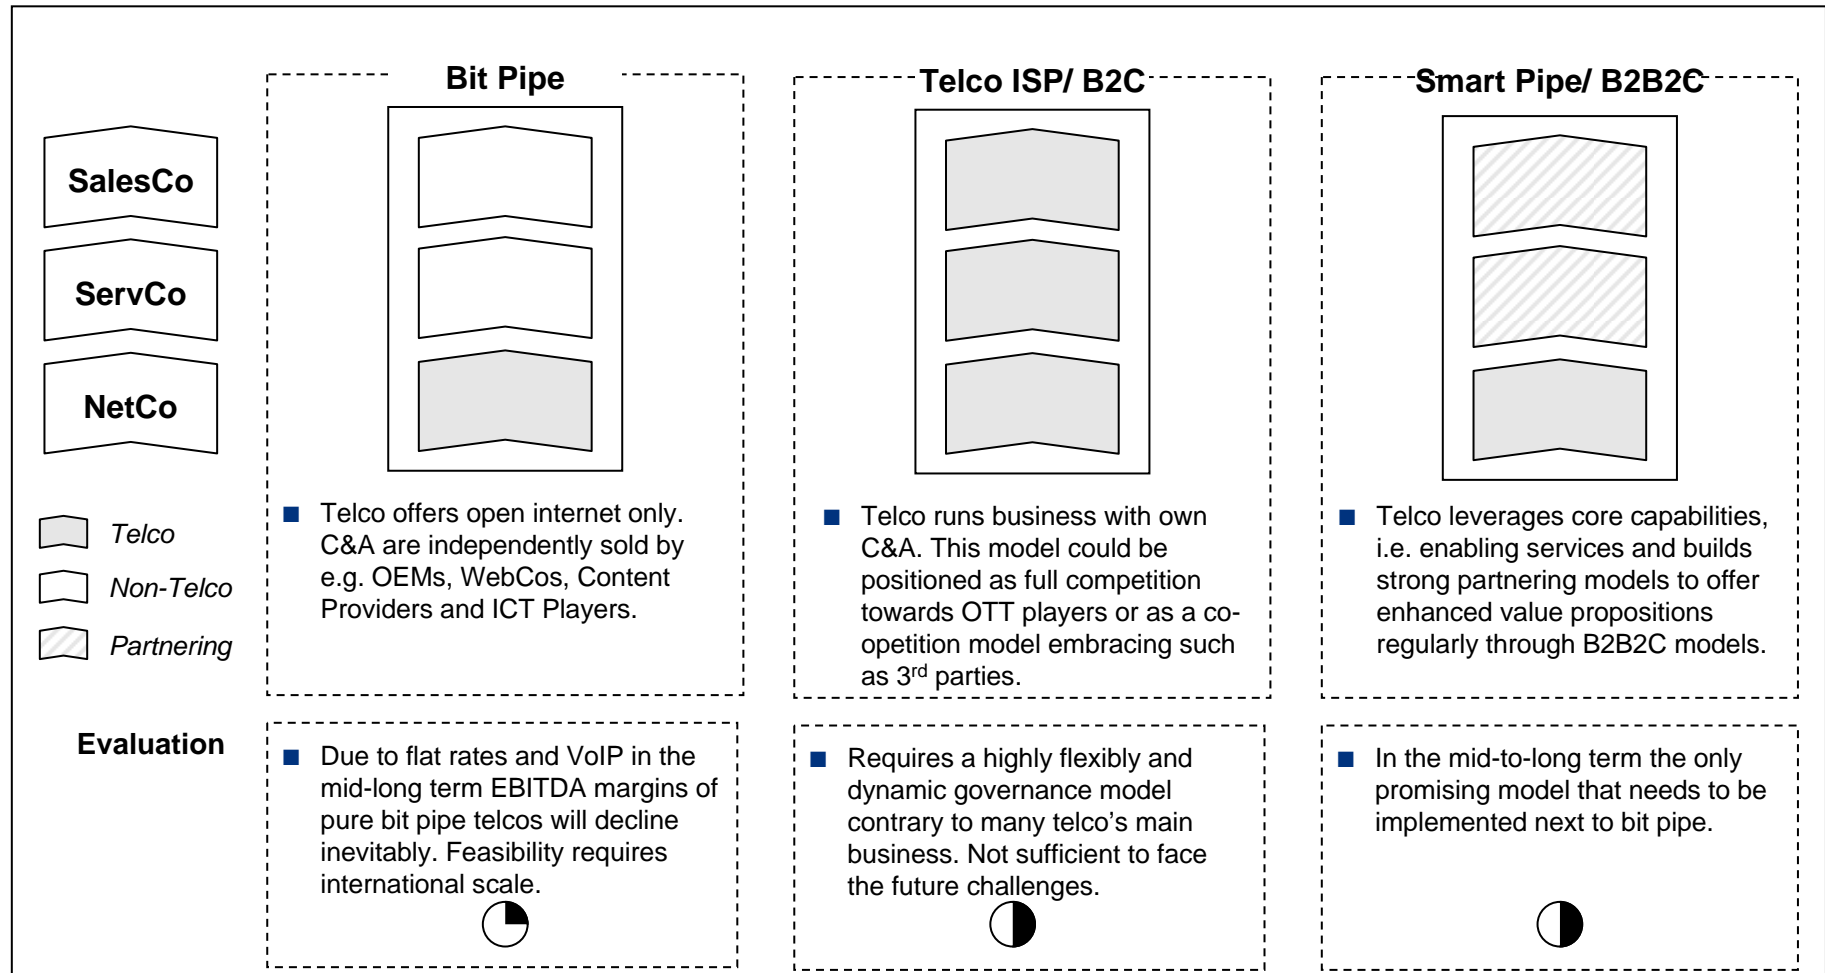 Bit Pipe
Telco ISP/ B2C
Smart Pipe/ B2B2C
SalesCo
ServCo
NetCo
Telco
Non-Telco
Partnering
■ Telco offers open internet only.
C&A are independently sold by
e.g. OEMs, WebCos, Content
Providers and ICT Players.
■ Telco runs business with own
C&A. This model could be
positioned as full competition
towards OTT players or as a co-
opetition model embracing such
as 3rd parties.
■ Telco leverages core capabilities,
i.e. enabling services and builds
strong partnering models to offer
enhanced value propositions
regularly through B2B2C models.
Evaluation
■ Due to flat rates and VoIP in the
mid-long term EBITDA margins of
pure bit pipe telcos will decline
inevitably. Feasibility requires
international scale.
■ Requires a highly flexibly and
dynamic governance model
contrary to many telco’s main
business. Not sufficient to face
the future challenges.
■ In the mid-to-long term the only
promising model that needs to be
implemented next to bit pipe.